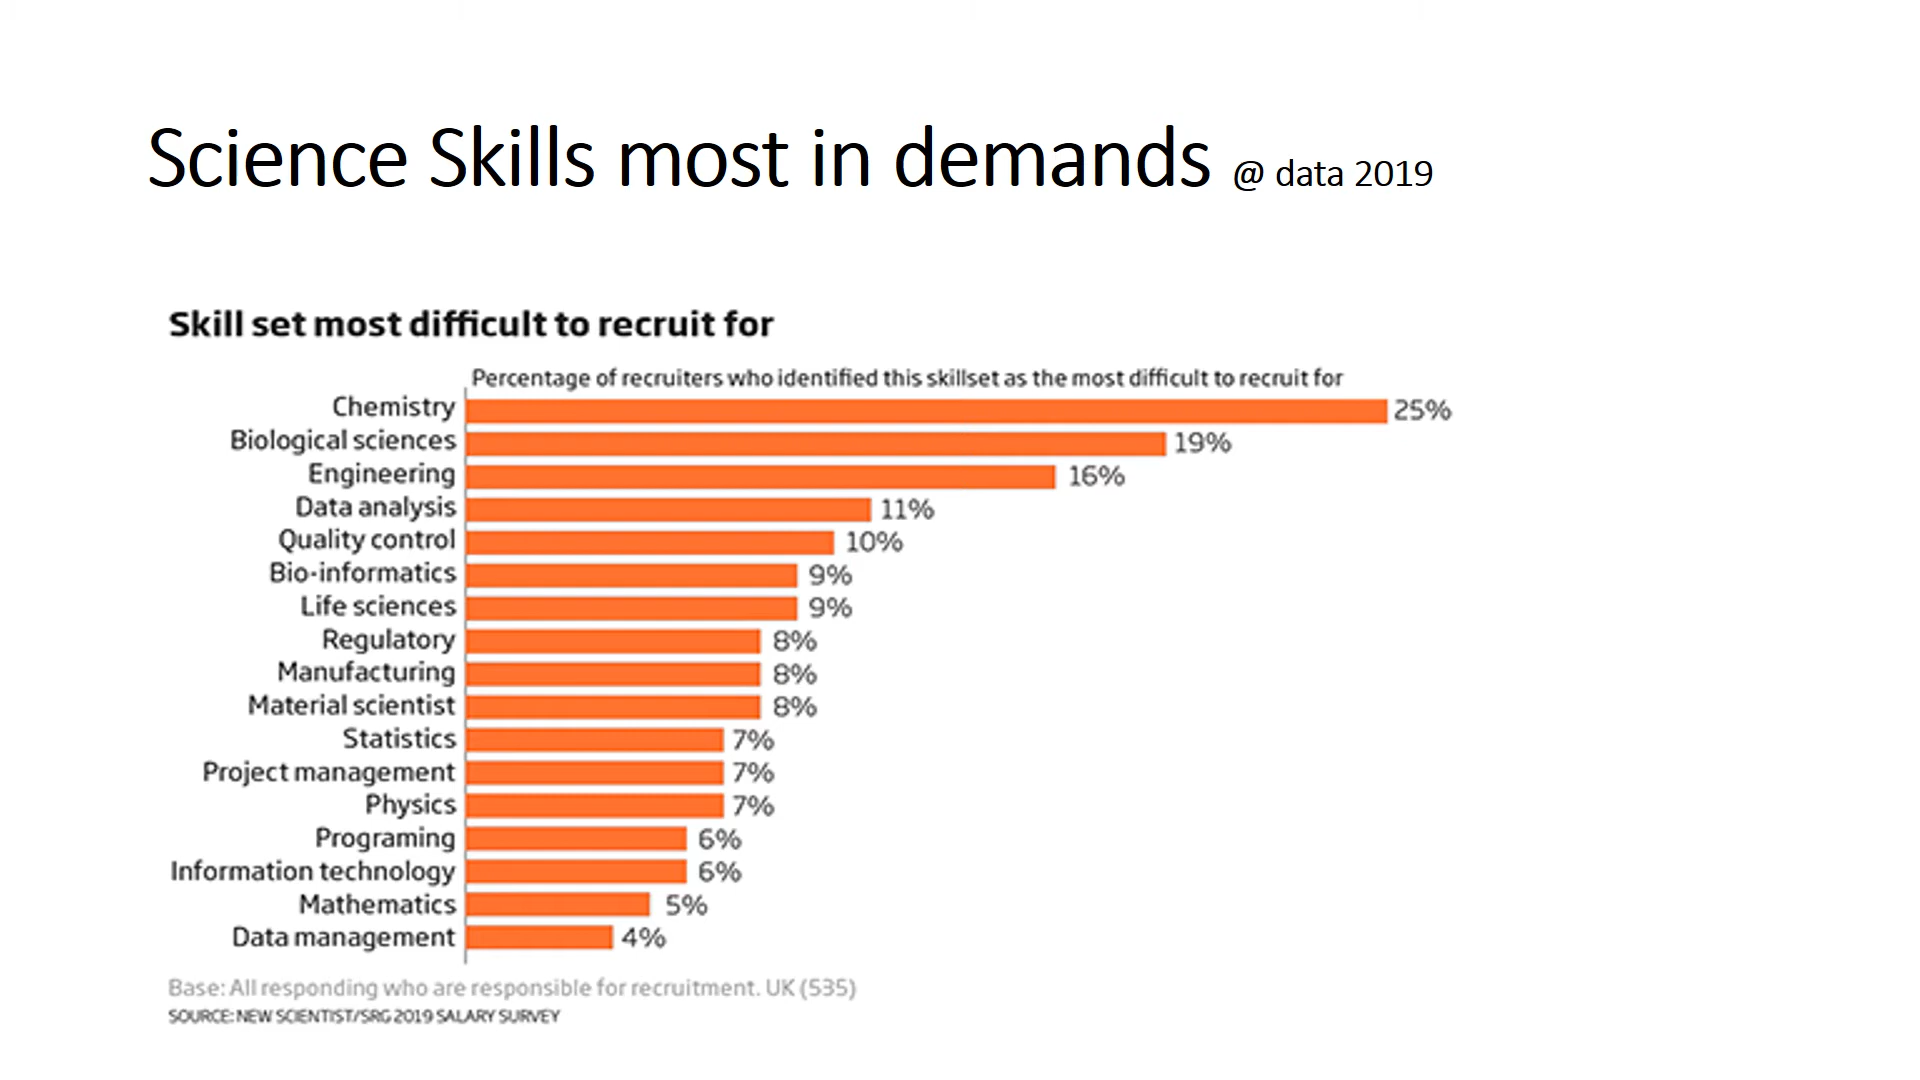 Science Skills most in demands @ data 2019
Skill set most difficult to recruit for
Percentage of recruiters who identified this skillset as the most difficult to recruit for
Chemistry 25%
Biological sciences 19%
Engineering 16%
Data analysis 11%
Quality control 10%
Bio-informatics 9%
Life sciences 9%
Regulatory 8%
Manufacturing 8%
Material scientist 8%
Statistics 7%
Project management 7%
Physics 7%
Programing 6%
Information technology 6%
Mathematics 5%
Data management 4%
Base: All responding who are responsible for recruitment. UK (535)
SOURCE: NEW SCIENTIST/SRG 2019 SALARY SURVEY